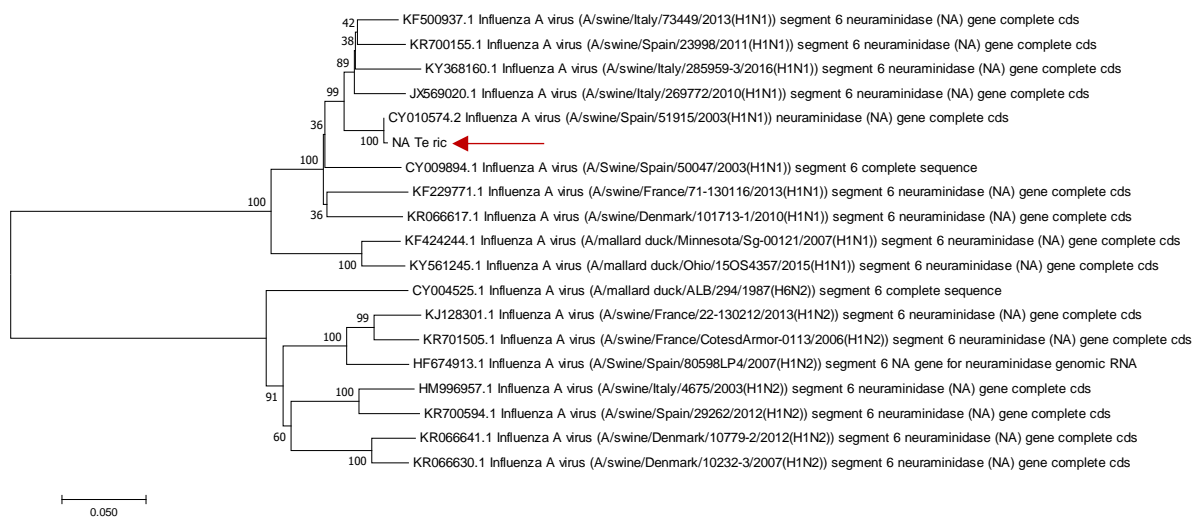 42
KF500937.1 Influenza A virus (A/swine/Italy/73449/2013(H1N1)) segment 6 neuraminidase (NA) gene complete cds
38
KR700155.1 Influenza A virus (A/swine/Spain/23998/2011(H1N1)) segment 6 neuraminidase (NA) gene complete cds
89
KY368160.1 Influenza A virus (A/swine/Italy/285959-3/2016(H1N1)) segment 6 neuraminidase (NA) gene complete cds
99
JX569020.1 Influenza A virus (A/swine/Italy/269772/2010(H1N1)) segment 6 neuraminidase (NA) gene complete cds
36
CY010574.2 Influenza A virus (A/swine/Spain/51915/2003(H1N1)) neuraminidase (NA) gene complete cds
100
NA Te ric
100
CY009894.1 Influenza A virus (A/Swine/Spain/50047/2003(H1N1)) segment 6 complete sequence
KF229771.1 Influenza A virus (A/swine/France/71-130116/2013(H1N1)) segment 6 neuraminidase (NA) gene complete cds
100
36
KR066617.1 Influenza A virus (A/swine/Denmark/101713-1/2010(H1N1)) segment 6 neuraminidase (NA) gene complete cds
KF424244.1 Influenza A virus (A/mallard duck/Minnesota/Sg-00121/2007(H1N1)) segment 6 neuraminidase (NA) gene complete cds
100
KY561245.1 Influenza A virus (A/mallard duck/Ohio/15OS4357/2015(H1N1)) segment 6 neuraminidase (NA) gene complete cds
CY004525.1 Influenza A virus (A/mallard duck/ALB/294/1987(H6N2)) segment 6 complete sequence
99
KJ128301.1 Influenza A virus (A/swine/France/22-130212/2013(H1N2)) segment 6 neuraminidase (NA) gene complete cds
100
KR701505.1 Influenza A virus (A/swine/France/CotesdArmor-0113/2006(H1N2)) segment 6 neuraminidase (NA) gene complete cds
HF674913.1 Influenza A virus (A/Swine/Spain/80598LP4/2007(H1N2)) segment 6 NA gene for neuraminidase genomic RNA
91
100
HM996957.1 Influenza A virus (A/swine/Italy/4675/2003(H1N2)) segment 6 neuraminidase (NA) gene complete cds
KR700594.1 Influenza A virus (A/swine/Spain/29262/2012(H1N2)) segment 6 neuraminidase (NA) gene complete cds
60
KR066641.1 Influenza A virus (A/swine/Denmark/10779-2/2012(H1N2)) segment 6 neuraminidase (NA) gene complete cds
100
KR066630.1 Influenza A virus (A/swine/Denmark/10232-3/2007(H1N2)) segment 6 neuraminidase (NA) gene complete cds
0.050